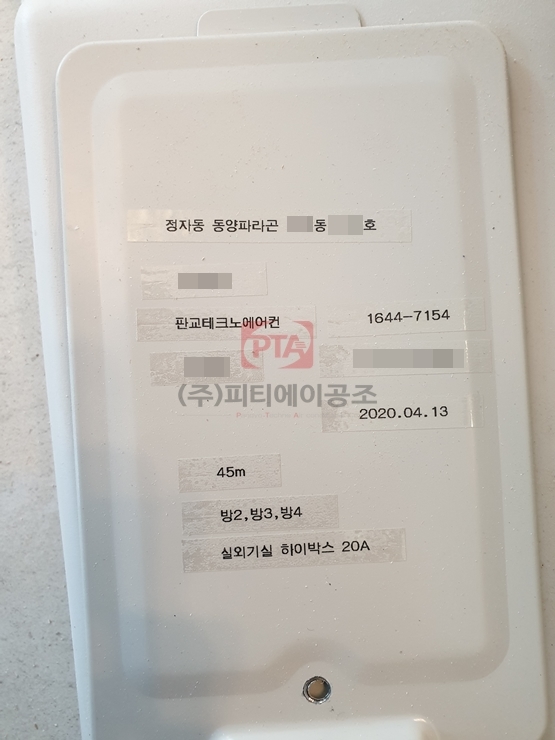 정자동 동양파라곤 동 호
판교테크노에어컨 1644-7154
PTA
(주)피티에이공조
2020.04.13
45m
방2,방3,방4
실외기실 하이박스 20A